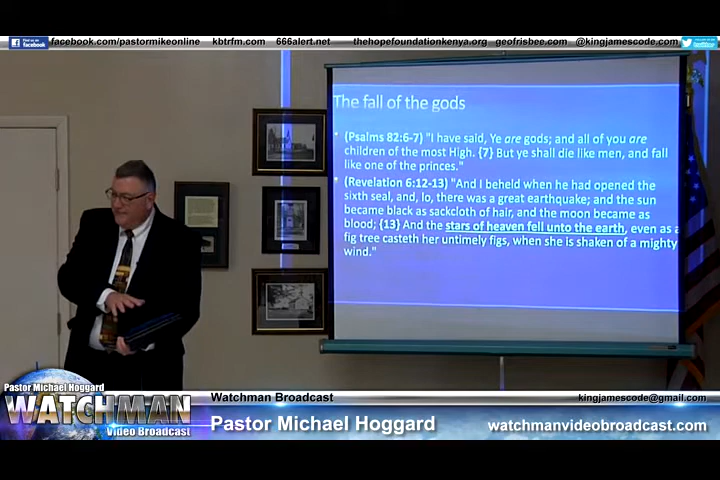 Find us on facebook
facebook.com/pastormikeonline kbtrfm.com 666alert.net thehopefoundationkenya.org geofrisbee.com @kingjamescode.com
twitter
The fall of the gods
• (Psalms 82:6-7) "I have said, Ye are gods; and all of you are
children of the most High. {7} But ye shall die like men, and fall
like one of the princes."
• (Revelation 6:12-13) "And I beheld when he had opened the
sixth seal, and, lo, there was a great earthquake; and the sun
became black as sackcloth of hair, and the moon became as
blood; {13} And the stars of heaven fell unto the earth, even as a
fig tree casteth her untimely figs, when she is shaken of a mighty
wind."
Pastor Michael Hoggard
WATCHMAN
Video Broadcast
Watchman Broadcast
kingjamescode@gmail.com
Pastor Michael Hoggard
watchmanvideobroadcast.com